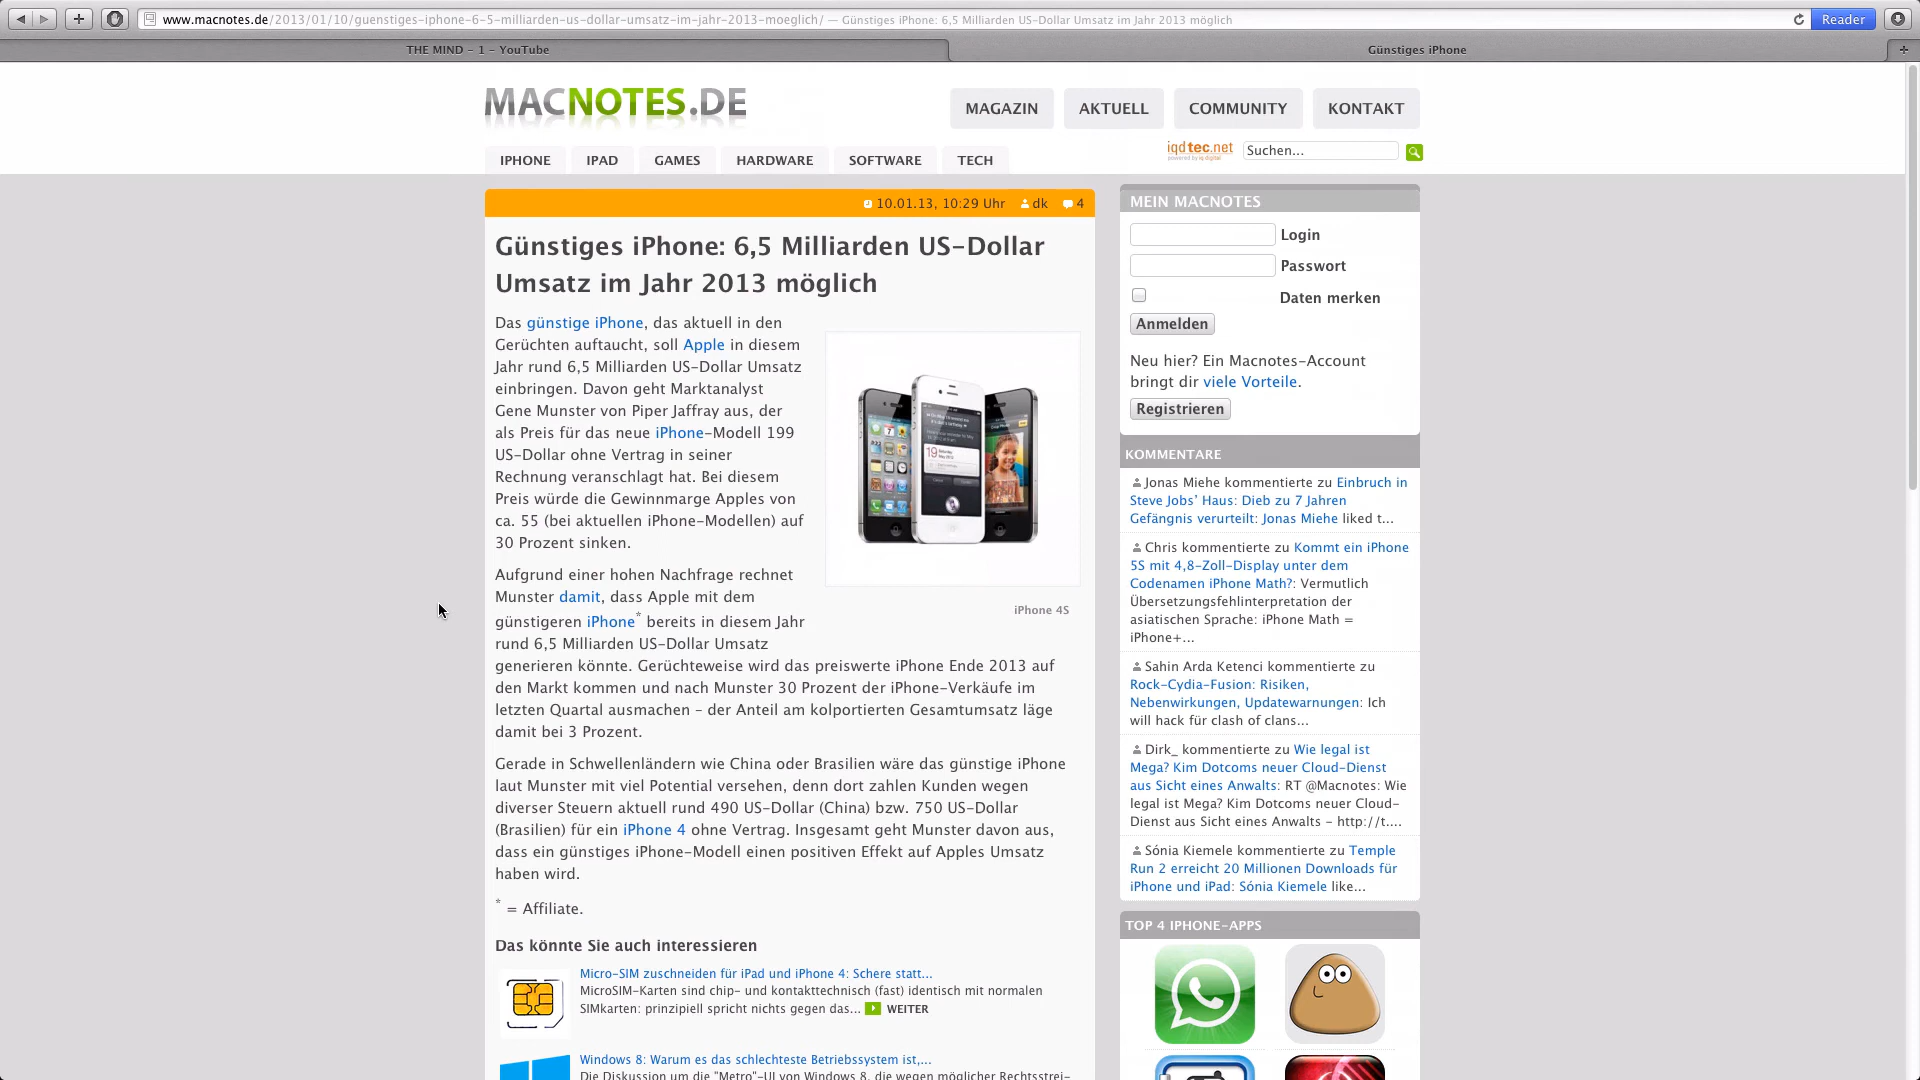 www.macnotes.de/2013/01/10/guenstiges-iphone-6-5-milliarden-us-dollar-umsatz-im-jahr-2013-moeglich/ — Günstiges iPhone: 6,5 Milliarden US-Dollar Umsatz im Jahr 2013 möglich
Reader
THE MIND - 1 - YouTube
Günstiges iPhone
MACNOTES.DE
MAGAZIN
AKTUELL
COMMUNITY
KONTAKT
IPHONE
IPAD
GAMES
HARDWARE
SOFTWARE
TECH
iqdtec.net
powered by iq digital
Suchen...
10.01.13, 10:29 Uhr dk 4
Günstiges iPhone: 6,5 Milliarden US-Dollar
Umsatz im Jahr 2013 möglich
Das günstige iPhone, das aktuell in den
Gerüchten auftaucht, soll Apple in diesem
Jahr rund 6,5 Milliarden US-Dollar Umsatz
einbringen. Davon geht Marktanalyst
Gene Munster von Piper Jaffray aus, der
als Preis für das neue iPhone-Modell 199
US-Dollar ohne Vertrag in seiner
Rechnung veranschlagt hat. Bei diesem
Preis würde die Gewinnmarge Apples von
ca. 55 (bei aktuellen iPhone-Modellen) auf
30 Prozent sinken.
iPhone 4S
Aufgrund einer hohen Nachfrage rechnet
Munster damit, dass Apple mit dem
günstigeren iPhone* bereits in diesem Jahr
rund 6,5 Milliarden US-Dollar Umsatz
generieren könnte. Gerüchteweise wird das preiswerte iPhone Ende 2013 auf
den Markt kommen und nach Munster 30 Prozent der iPhone-Verkäufe im
letzten Quartal ausmachen – der Anteil am kolportierten Gesamtumsatz läge
damit bei 3 Prozent.
Gerade in Schwellenländern wie China oder Brasilien wäre das günstige iPhone
laut Munster mit viel Potential versehen, denn dort zahlen Kunden wegen
diverser Steuern aktuell rund 490 US-Dollar (China) bzw. 750 US-Dollar
(Brasilien) für ein iPhone 4 ohne Vertrag. Insgesamt geht Munster davon aus,
dass ein günstiges iPhone-Modell einen positiven Effekt auf Apples Umsatz
haben wird.
* = Affiliate.
Das könnte Sie auch interessieren
Micro-SIM zuschneiden für iPad und iPhone 4: Schere statt...
MicroSIM-Karten sind chip- und kontakttechnisch (fast) identisch mit normalen
SIMkarten: prinzipiell spricht nichts gegen das... WEITER
Windows 8: Warum es das schlechteste Betriebssystem ist,...
Die Diskussion um die "Metro"-UI von Windows 8, die wegen möglicher Rechtsstrei-
MEIN MACNOTES
Login
Passwort
Daten merken
Anmelden
Neu hier? Ein Macnotes-Account
bringt dir viele Vorteile.
Registrieren
KOMMENTARE
Jonas Miehe kommentierte zu Einbruch in
Steve Jobs’ Haus: Dieb zu 7 Jahren
Gefängnis verurteilt: Jonas Miehe liked t...
Chris kommentierte zu Kommt ein iPhone
5S mit 4,8-Zoll-Display unter dem
Codenamen iPhone Math?: Vermutlich
Übersetzungsfehlinterpretation der
asiatischen Sprache: iPhone Math =
iPhone+...
Sahin Arda Ketenci kommentierte zu
Rock-Cydia-Fusion: Risiken,
Nebenwirkungen, Updatewarnungen: Ich
will hack für clash of clans...
Dirk_ kommentierte zu Wie legal ist
Mega? Kim Dotcoms neuer Cloud-Dienst
aus Sicht eines Anwalts: RT @Macnotes: Wie
legal ist Mega? Kim Dotcoms neuer Cloud-
Dienst aus Sicht eines Anwalts – http://t....
Sónia Kiemele kommentierte zu Temple
Run 2 erreicht 20 Millionen Downloads für
iPhone und iPad: Sónia Kiemele like...
TOP 4 IPHONE-APPS